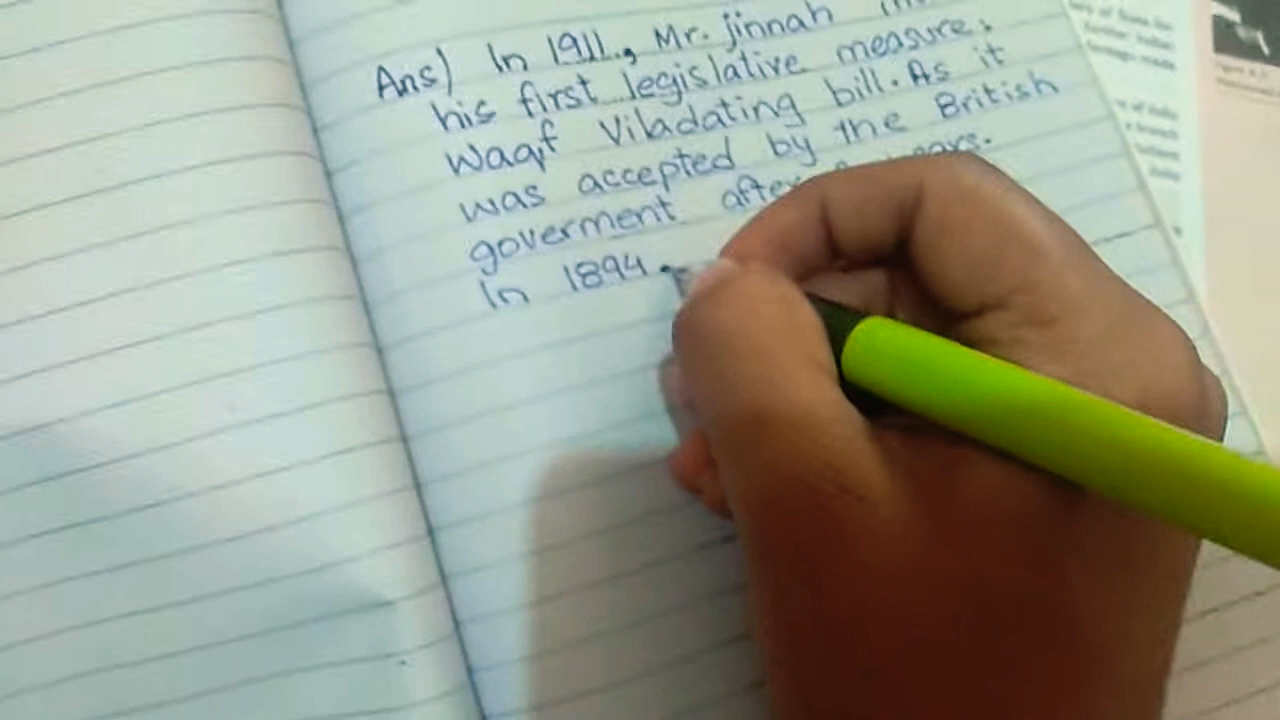 Ans) In 1911, Mr. Jinnah
his first legislative measure:
Waqf Viladating bill. As it
was accepted by the British
goverment after
In 1894